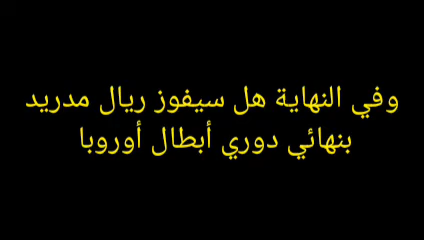 وفي النهاية هل سيفوز ريال مدريد
بنهائي دوري أبطال أوروبا